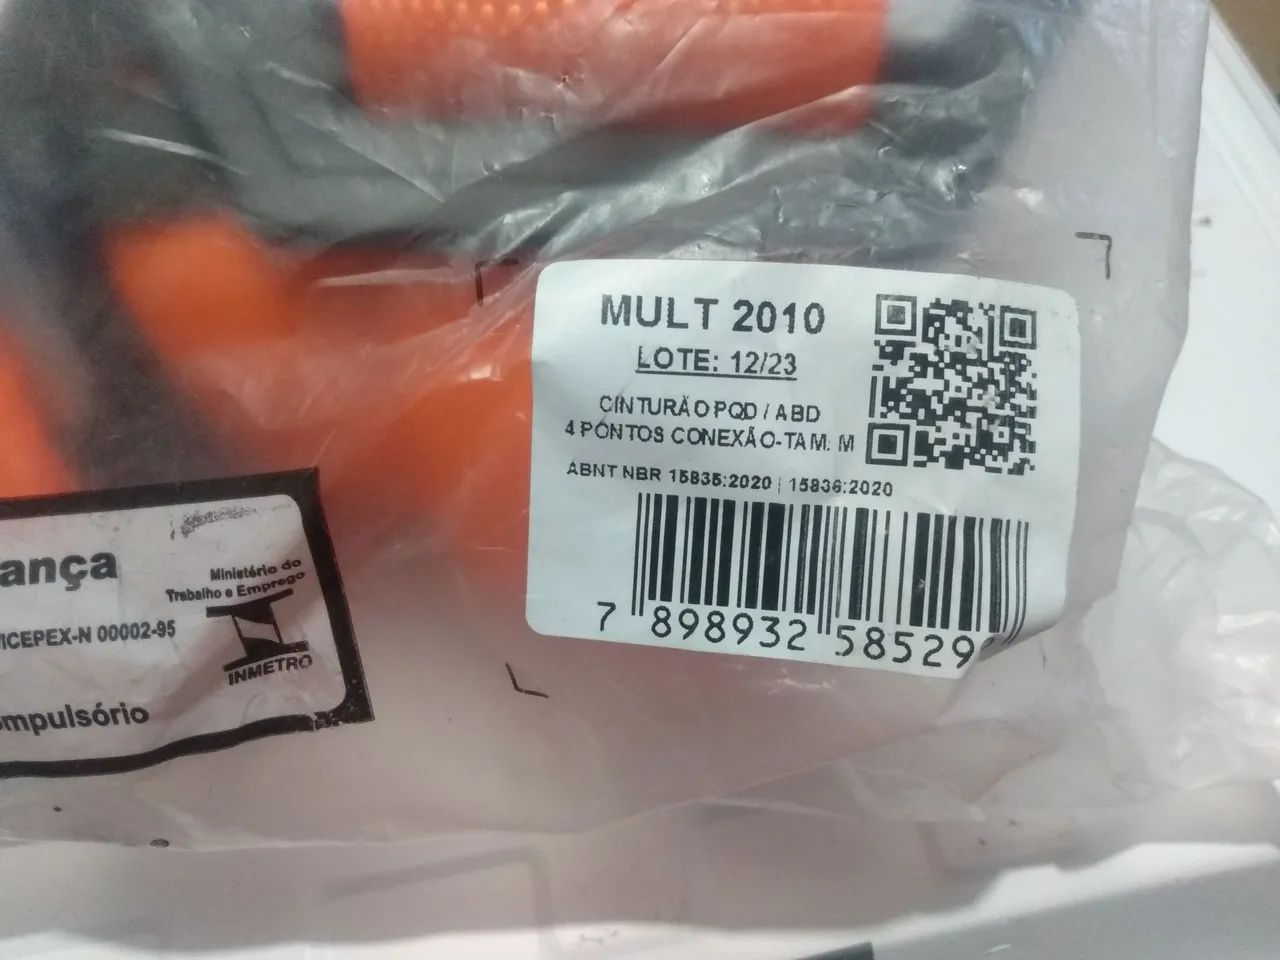 MULT 2010
LOTE: 12/23
CINTURÃO PQD / ABD
4 PONTOS CONEXÃO-TAM: M
ABNT NBR 15835:2020 | 15836:2020
7 898932 58529
ança
Ministério do
Trabalho e Emprego
ICEPEX-N 00002-95
INMETRO
mpulsório